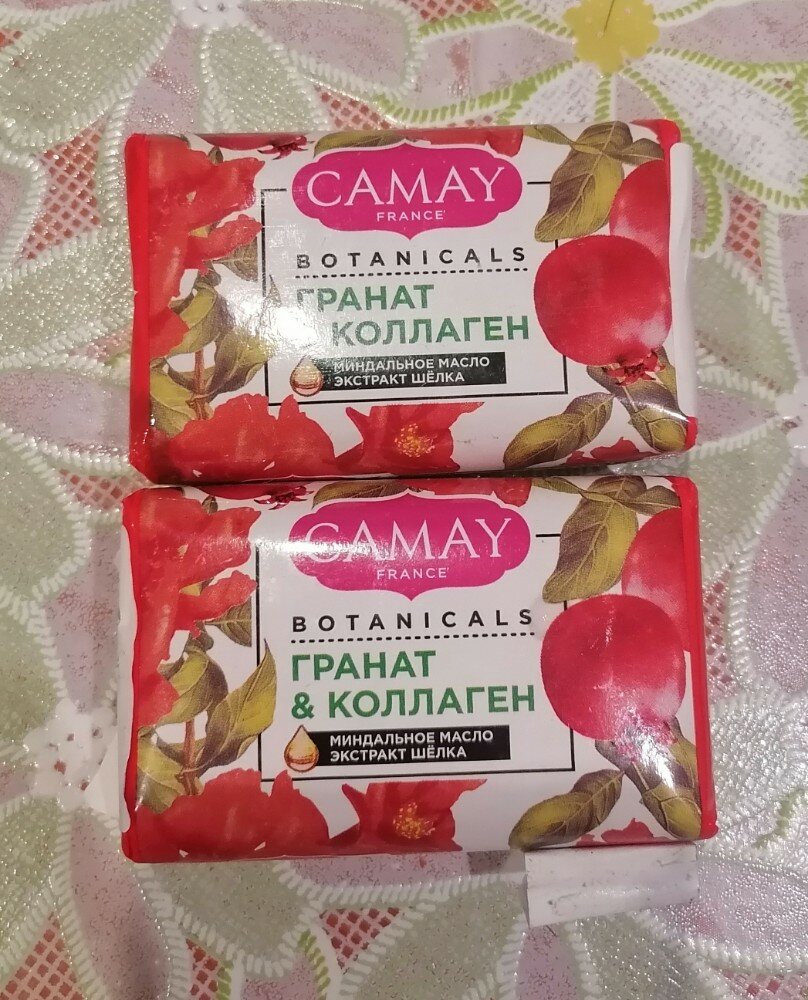 CAMAY
FRANCE
BOTANICALS
ГРАНАТ
& КОЛЛАГЕН
МИНДАЛЬНОЕ МАСЛО
ЭКСТРАКТ ШЁЛКА
CAMAY
FRANCE
BOTANICALS
ГРАНАТ
& КОЛЛАГЕН
МИНДАЛЬНОЕ МАСЛО
ЭКСТРАКТ ШЁЛКА